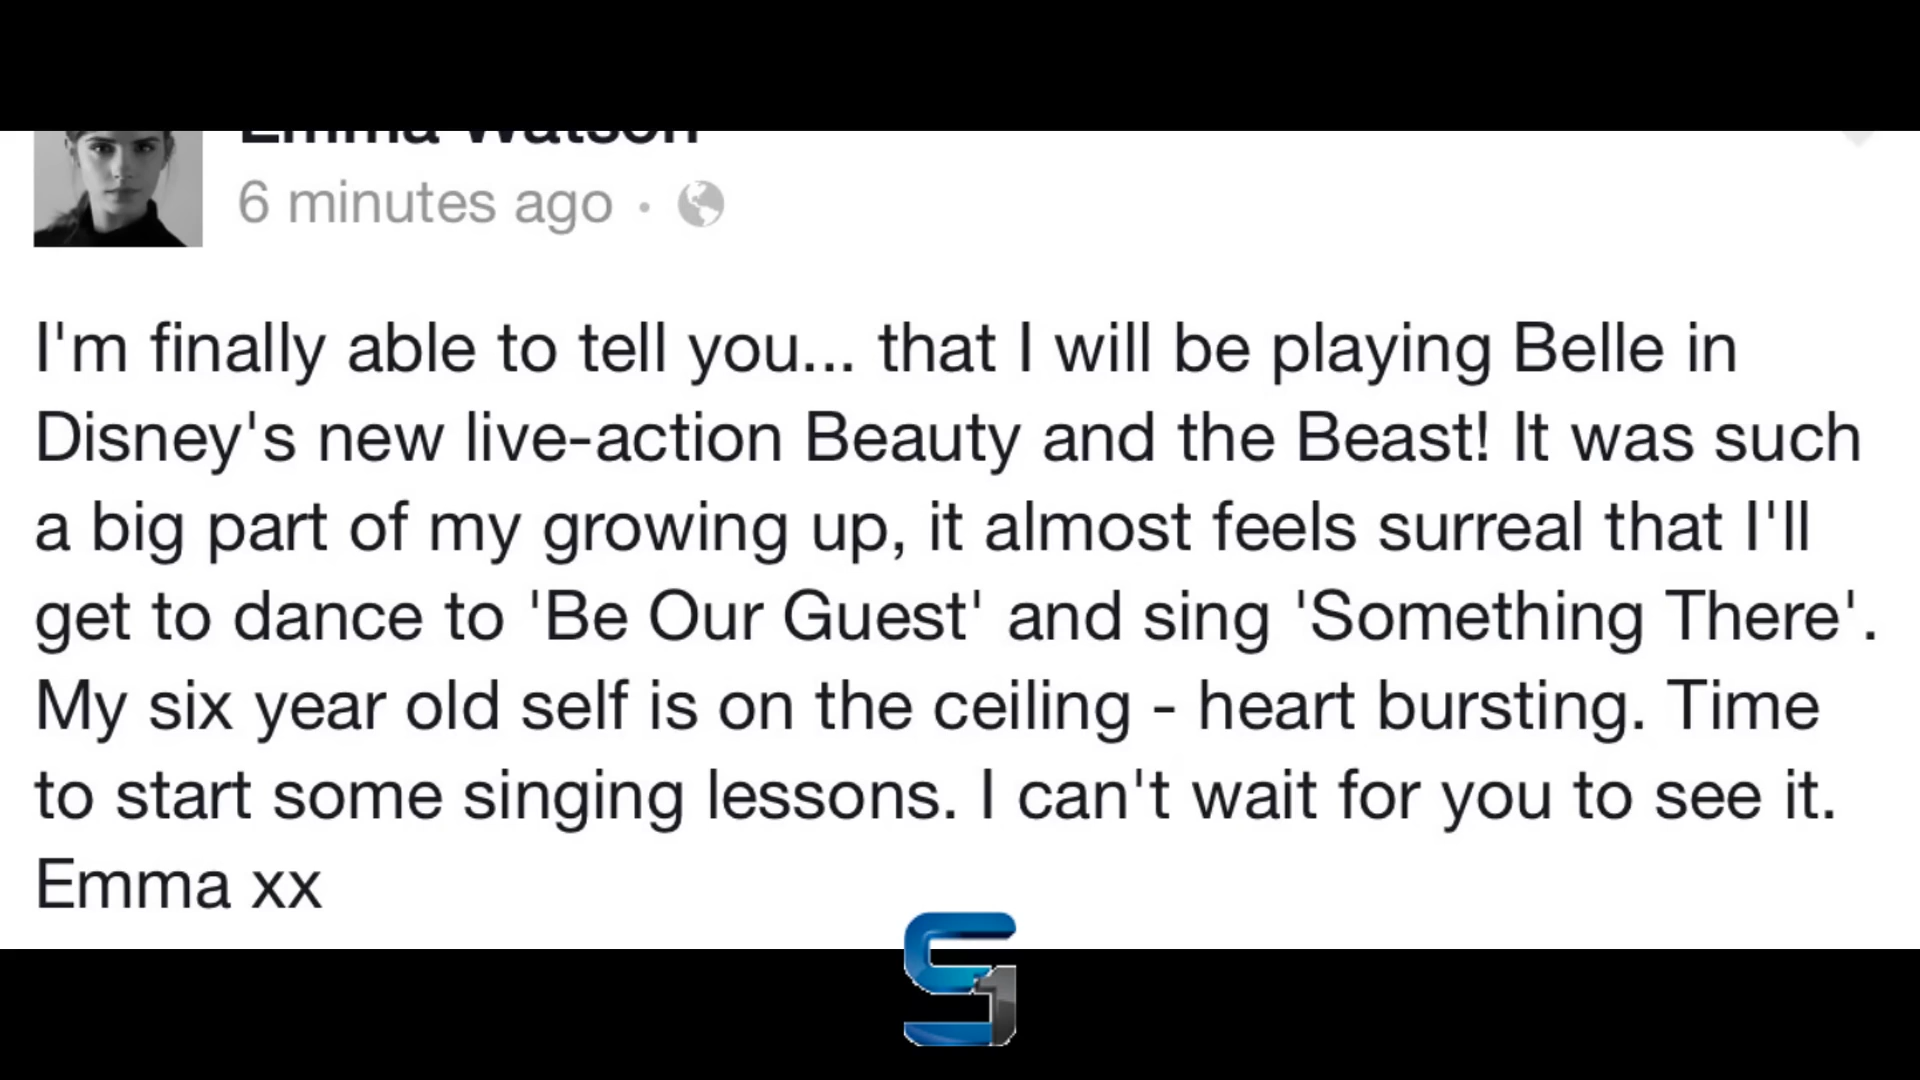 Emma Watson
6 minutes ago ·
I'm finally able to tell you... that I will be playing Belle in
Disney's new live-action Beauty and the Beast! It was such
a big part of my growing up, it almost feels surreal that I'll
get to dance to 'Be Our Guest' and sing 'Something There'.
My six year old self is on the ceiling - heart bursting. Time
to start some singing lessons. I can't wait for you to see it.
Emma xx
S1